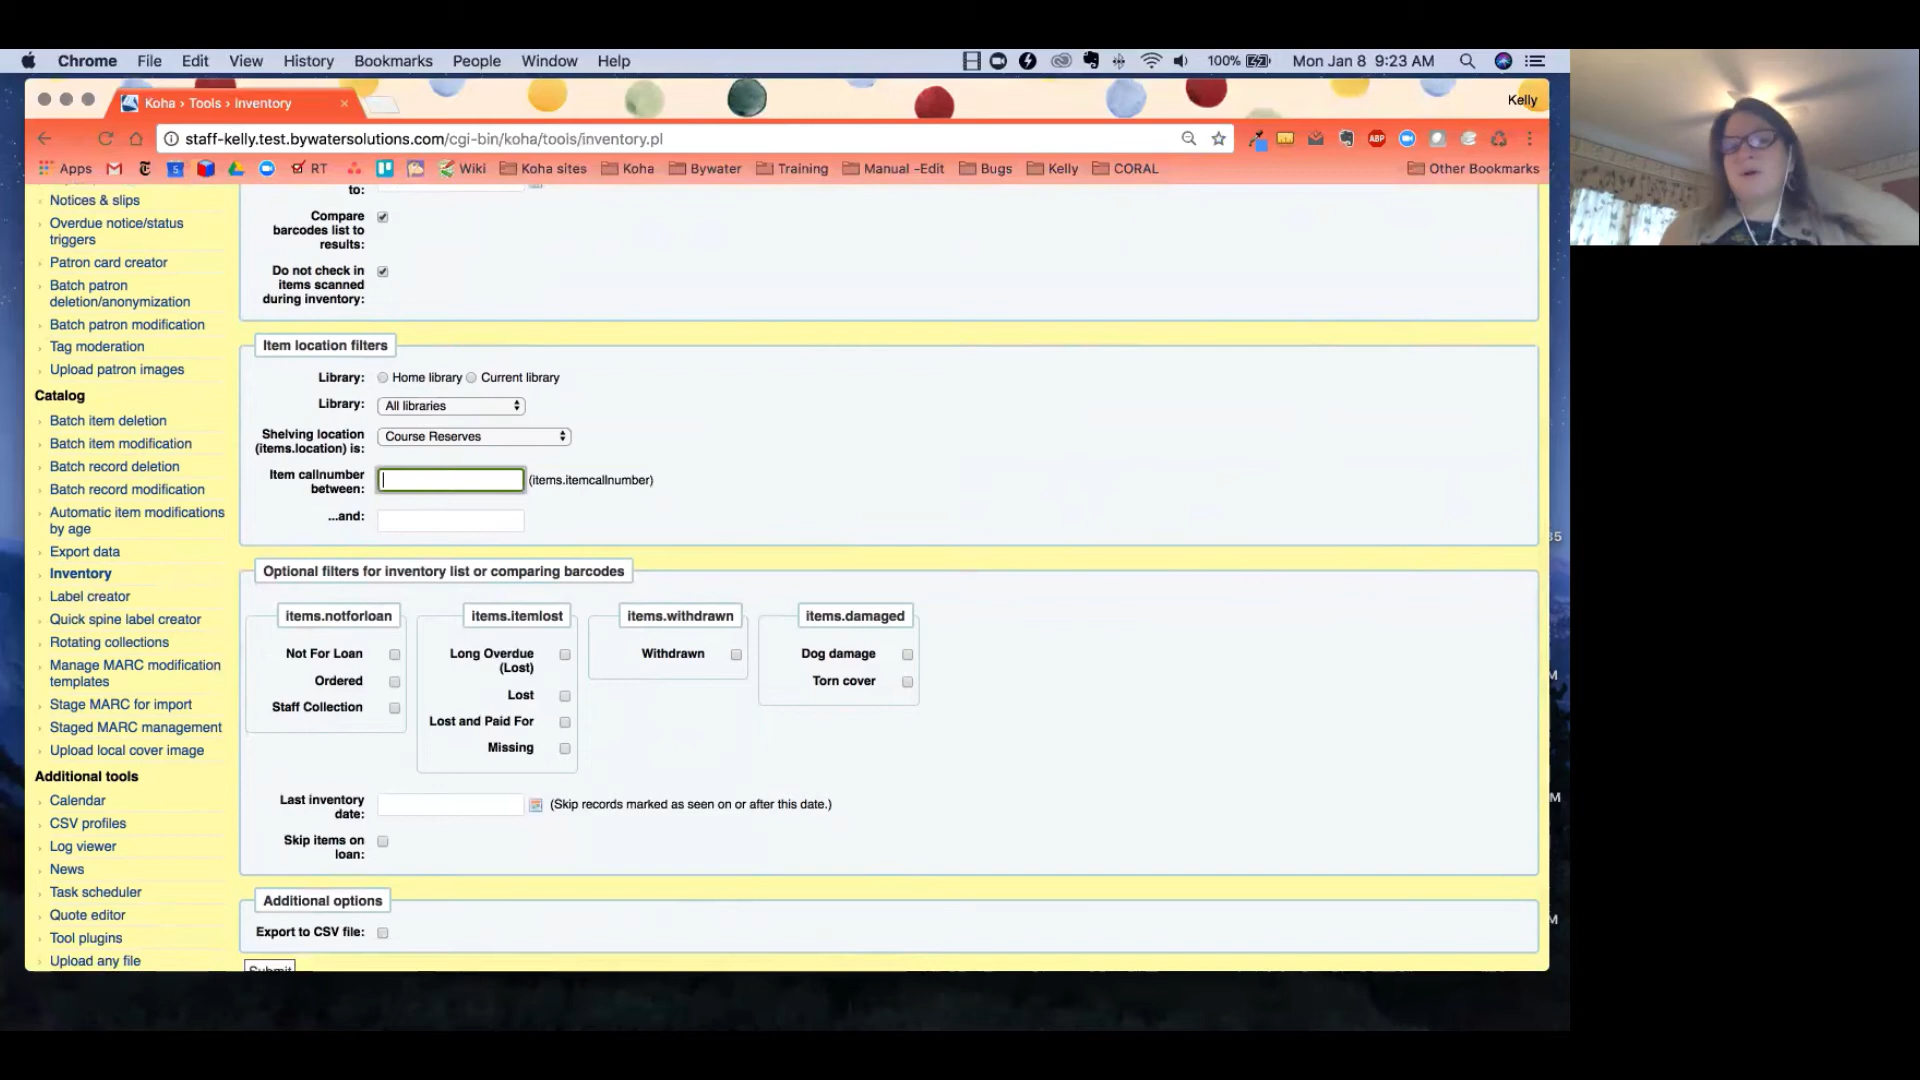 Chrome File Edit View History Bookmarks People Window Help 100% Mon Jan 8 9:23 AM
Koha › Tools › Inventory × Kelly
staff-kelly.test.bywatersolutions.com/cgi-bin/koha/tools/inventory.pl ABP
Apps RT Wiki Koha sites Koha Bywater Training Manual -Edit Bugs Kelly CORAL Other Bookmarks
Notices & slips
Overdue notice/status
triggers
Patron card creator
Batch patron
deletion/anonymization
Batch patron modification
Tag moderation
Upload patron images
Catalog
Batch item deletion
Batch item modification
Batch record deletion
Batch record modification
Automatic item modifications
by age
Export data
Inventory
Label creator
Quick spine label creator
Rotating collections
Manage MARC modification
templates
Stage MARC for import
Staged MARC management
Upload local cover image
Additional tools
Calendar
CSV profiles
Log viewer
News
Task scheduler
Quote editor
Tool plugins
Upload any file
to:
Compare
barcodes list to
results:
Do not check in
items scanned
during inventory:
Item location filters
Library: Home library Current library
Library: All libraries
Shelving location
(items.location) is: Course Reserves
Item callnumber
between: (items.itemcallnumber)
...and:
Optional filters for inventory list or comparing barcodes
items.notforloan
Not For Loan
Ordered
Staff Collection
items.itemlost
Long Overdue
(Lost)
Lost
Lost and Paid For
Missing
items.withdrawn
Withdrawn
items.damaged
Dog damage
Torn cover
Last inventory
date: (Skip records marked as seen on or after this date.)
Skip items on
loan:
Additional options
Export to CSV file:
Submit